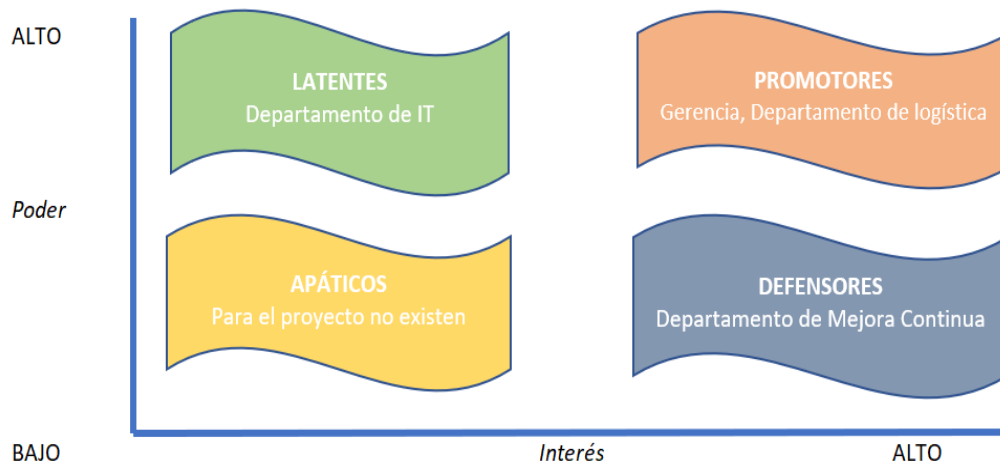 ALTO
LATENTES
Departamento de IT
PROMOTORES
Gerencia, Departamento de logística
Poder
APÁTICOS
Para el proyecto no existen
DEFENSORES
Departamento de Mejora Continua
BAJO
Interés
ALTO